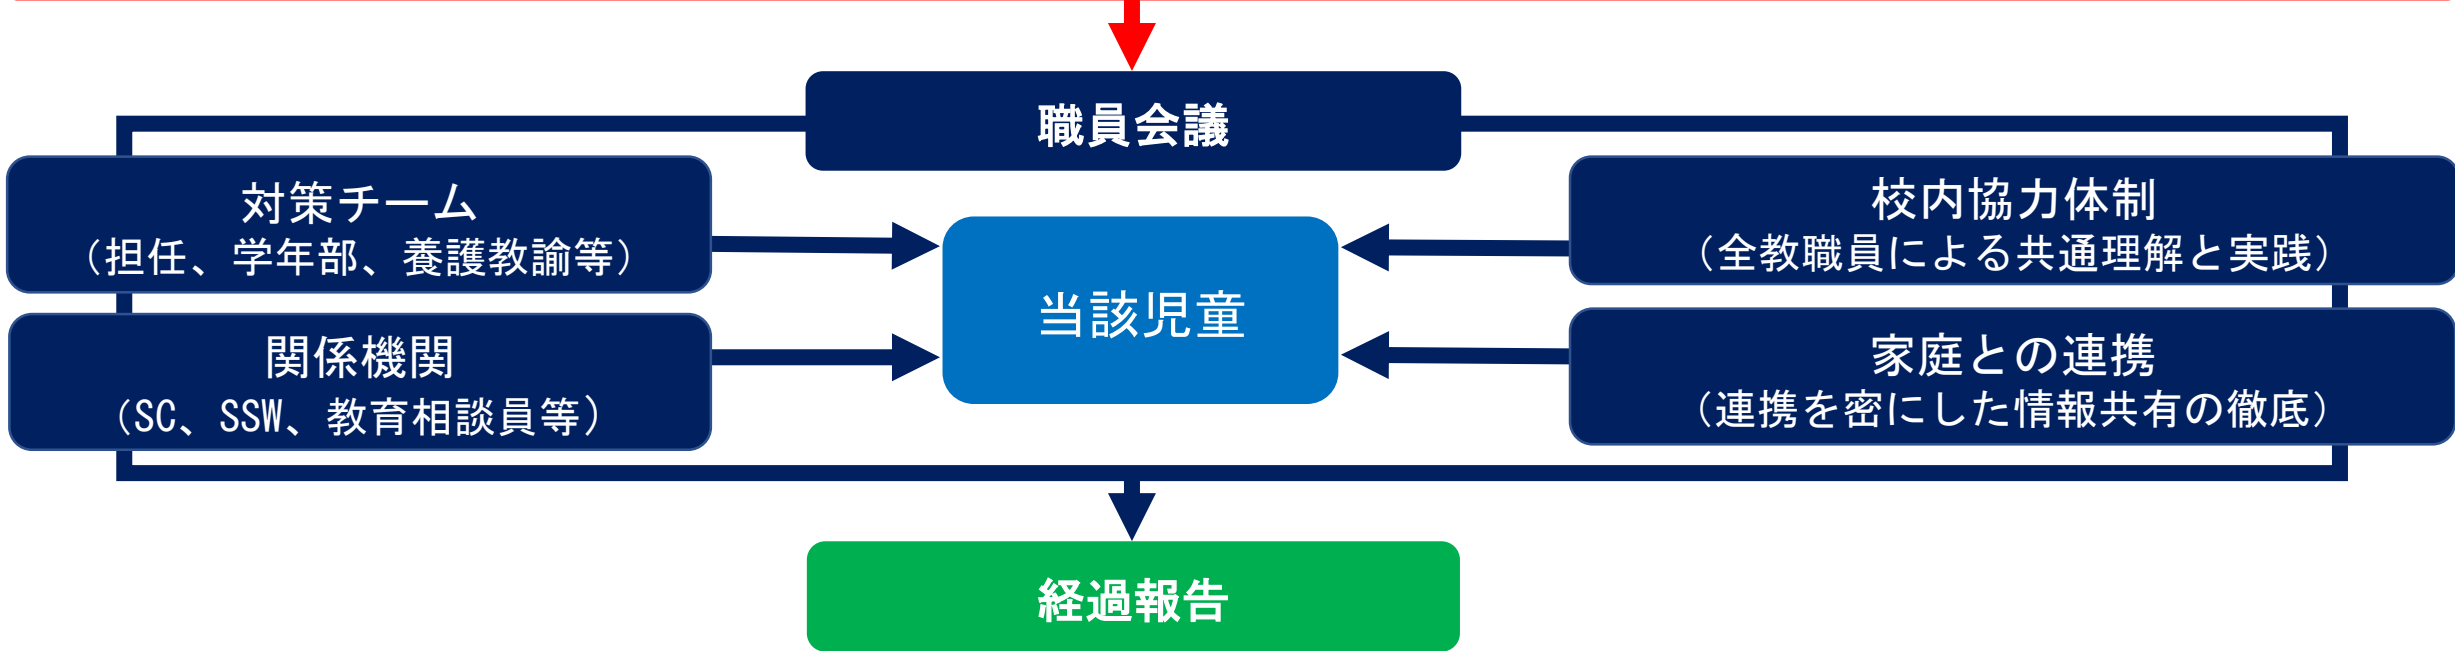 職員会議
対策チーム
（担任、学年部、養護教諭等）
関係機関
（SC、SSW、教育相談員等）
当該児童
校内協力体制
（全教職員による共通理解と実践）
家庭との連携
（連携を密にした情報共有の徹底）
経過報告